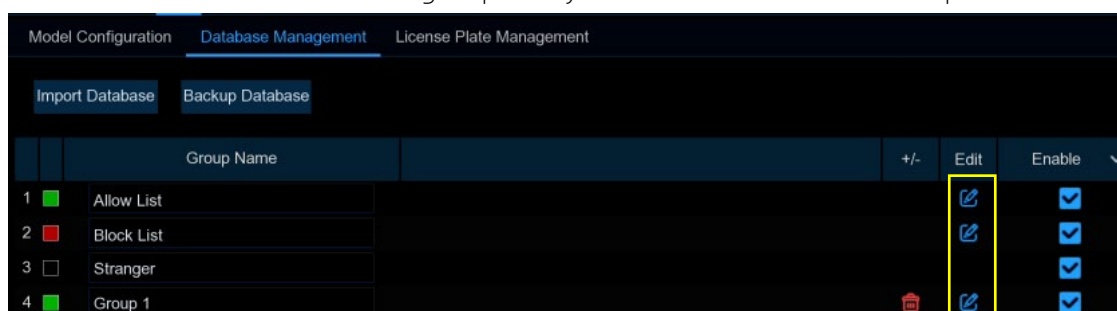 Model Configuration Database Management License Plate Management
Import Database Backup Database
Group Name +/- Edit Enable
1 Allow List
2 Block List
3 Stranger
4 Group 1